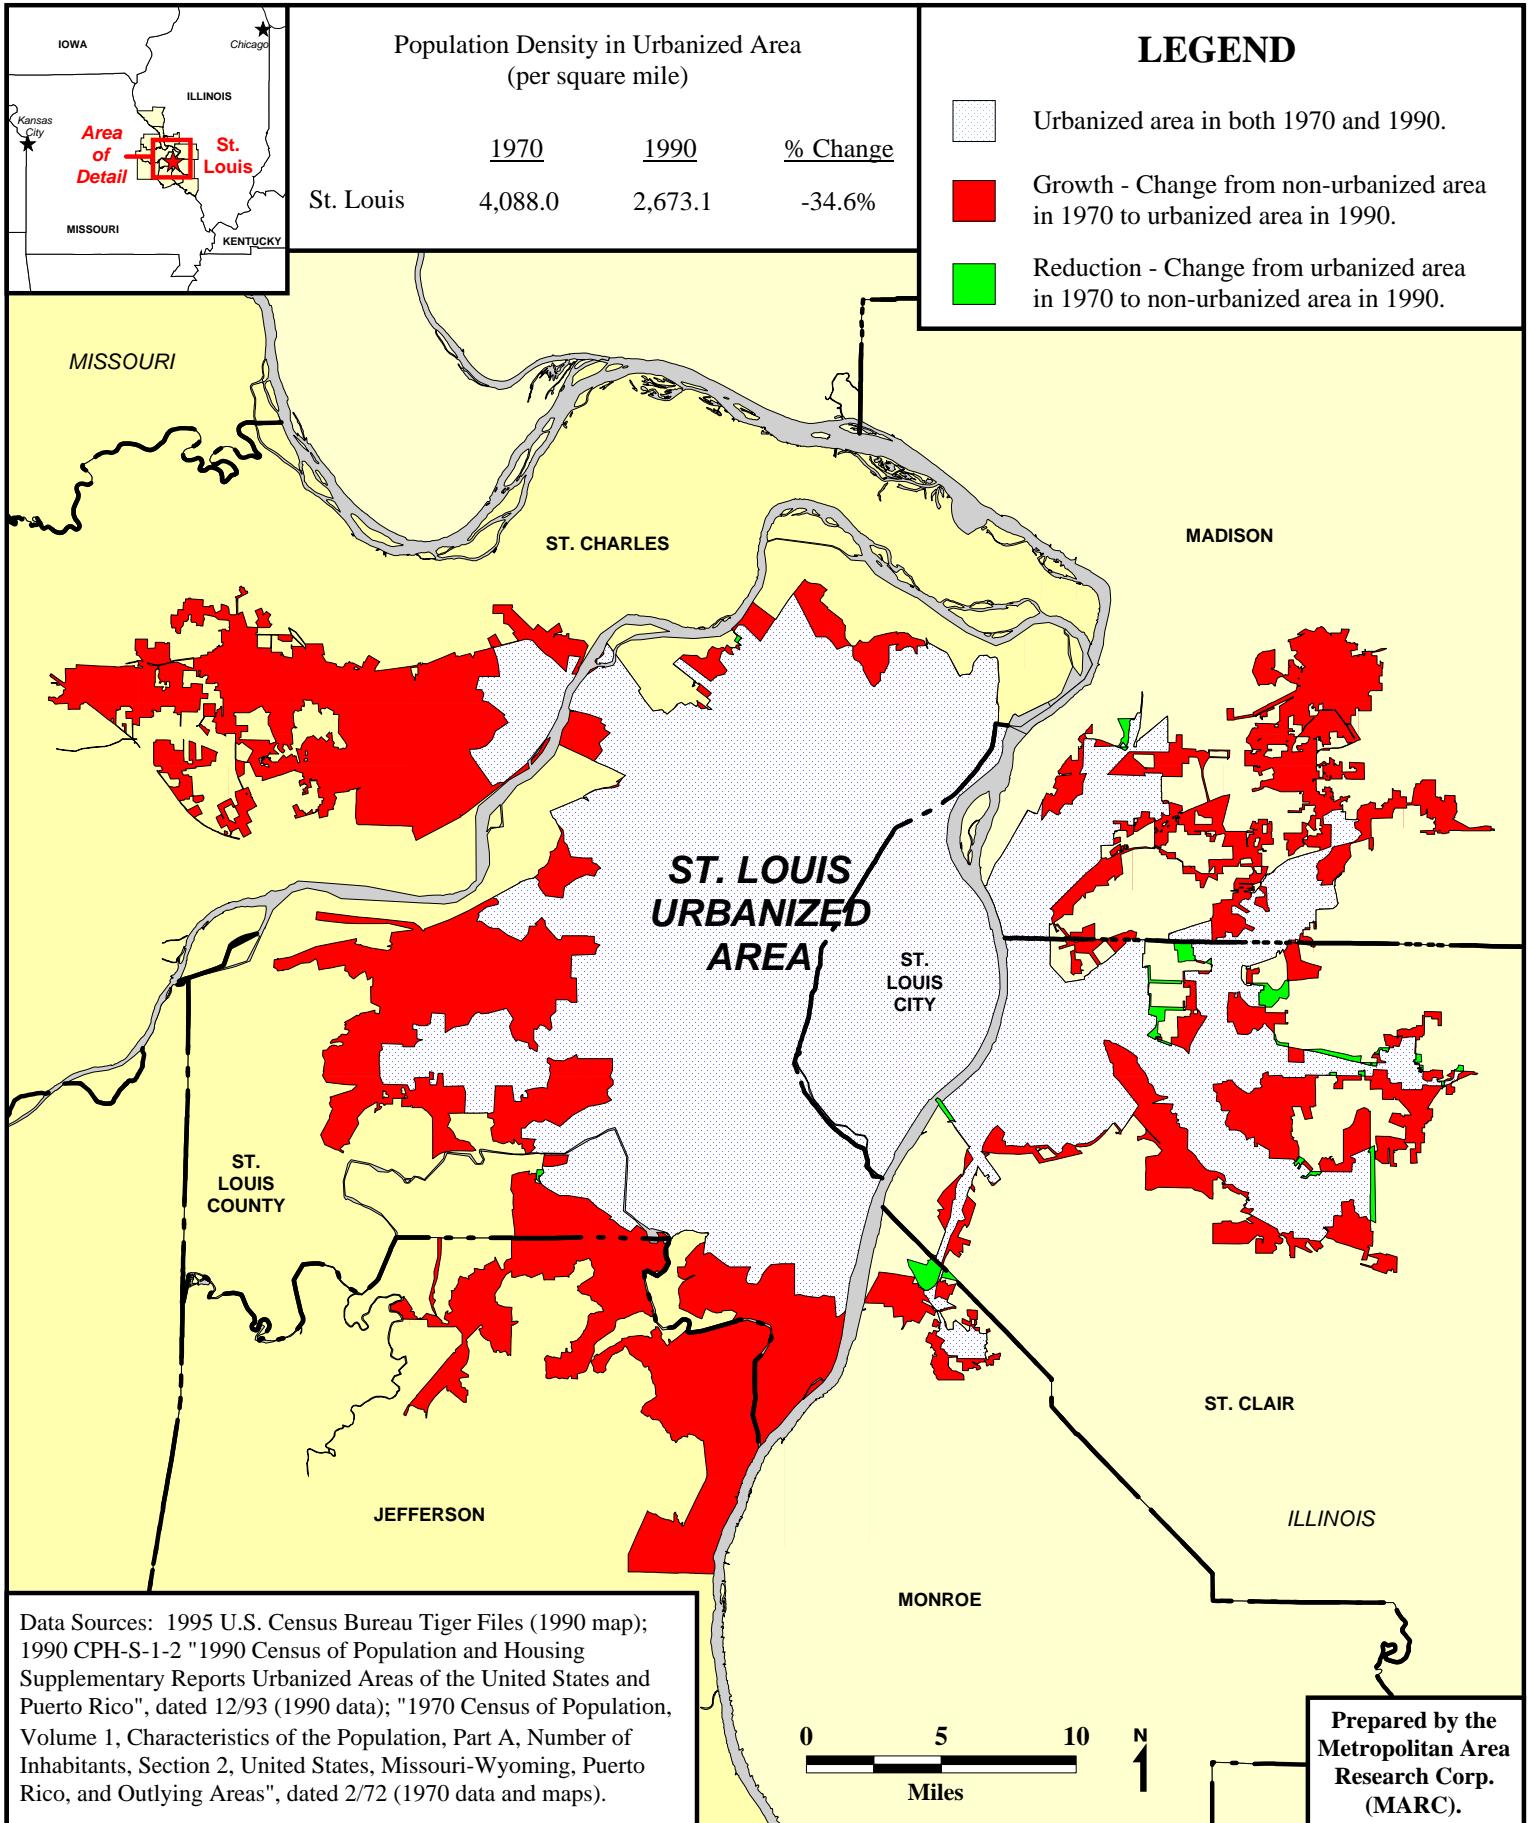 IOWA
Chicago
ILLINOIS
Kansas
City
Area
of
Detail
St.
Louis
MISSOURI
KENTUCKY
Population Density in Urbanized Area
(per square mile)
1970 1990 % Change
St. Louis 4,088.0 2,673.1 -34.6%
LEGEND
Urbanized area in both 1970 and 1990.
Growth - Change from non-urbanized area
in 1970 to urbanized area in 1990.
Reduction - Change from urbanized area
in 1970 to non-urbanized area in 1990.
MISSOURI
ST. CHARLES
MADISON
ST. LOUIS
URBANIZED
AREA
ST.
LOUIS
CITY
ST.
LOUIS
COUNTY
ST. CLAIR
JEFFERSON
ILLINOIS
MONROE
Data Sources: 1995 U.S. Census Bureau Tiger Files (1990 map);
1990 CPH-S-1-2 "1990 Census of Population and Housing
Supplementary Reports Urbanized Areas of the United States and
Puerto Rico", dated 12/93 (1990 data); "1970 Census of Population,
Volume 1, Characteristics of the Population, Part A, Number of
Inhabitants, Section 2, United States, Missouri-Wyoming, Puerto
Rico, and Outlying Areas", dated 2/72 (1970 data and maps).
0 5 10
Miles
N
Prepared by the
Metropolitan Area
Research Corp.
(MARC).